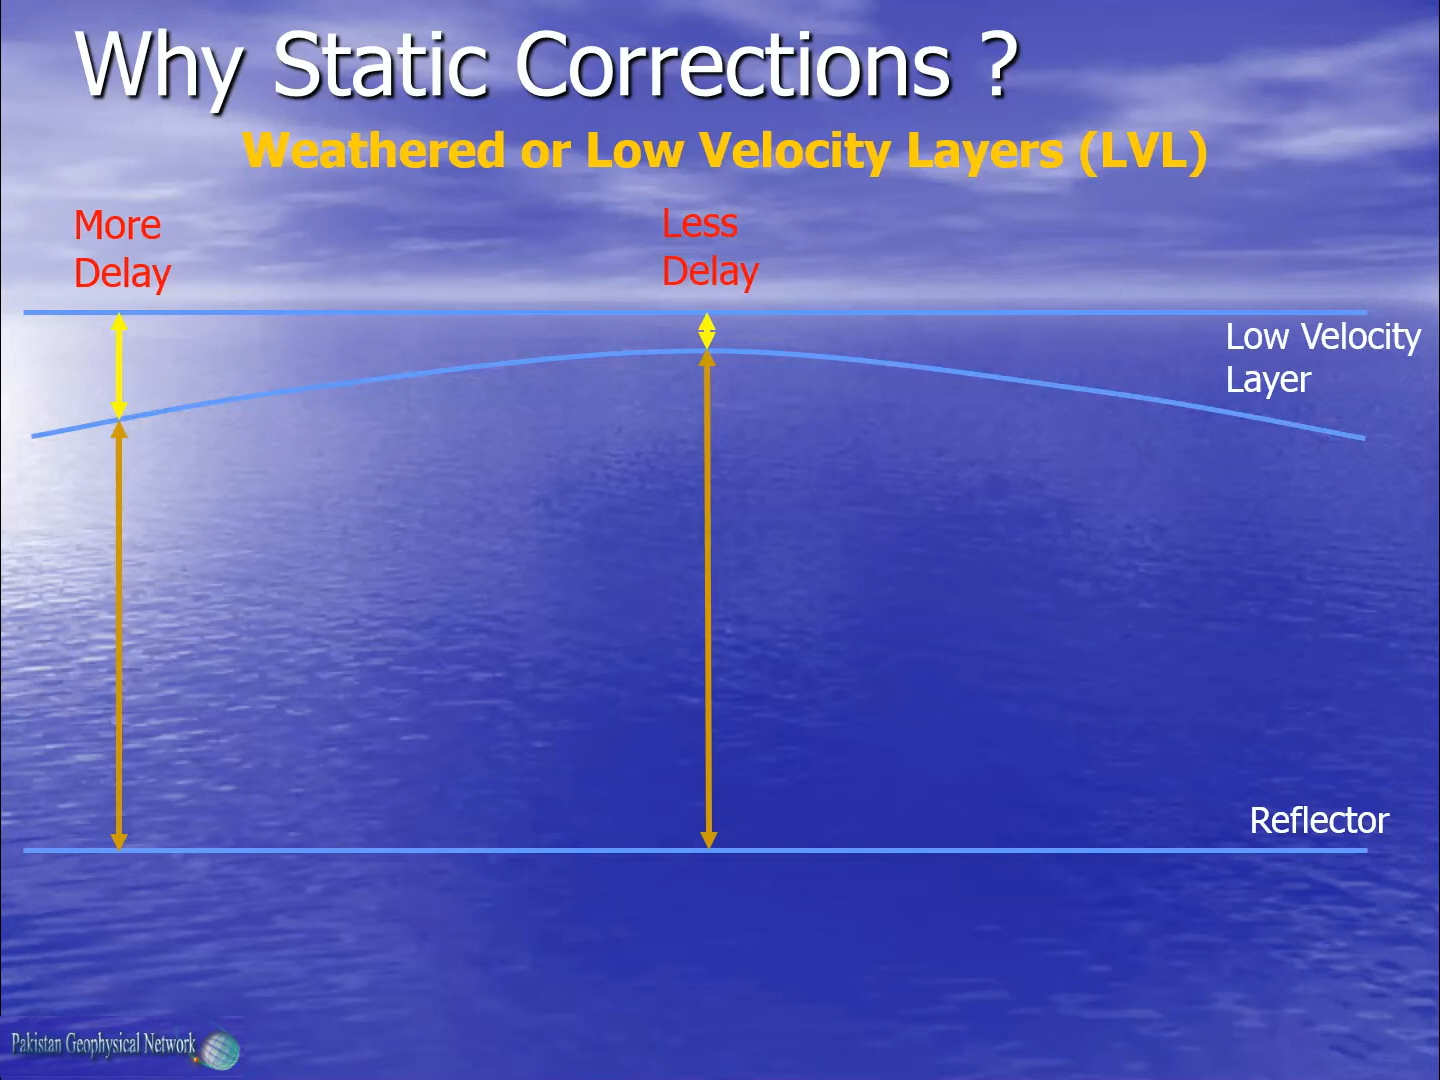 Why Static Corrections ?
Weathered or Low Velocity Layers (LVL)
More
Delay
Less
Delay
Low Velocity
Layer
Reflector
Pakistan Geophysical Network